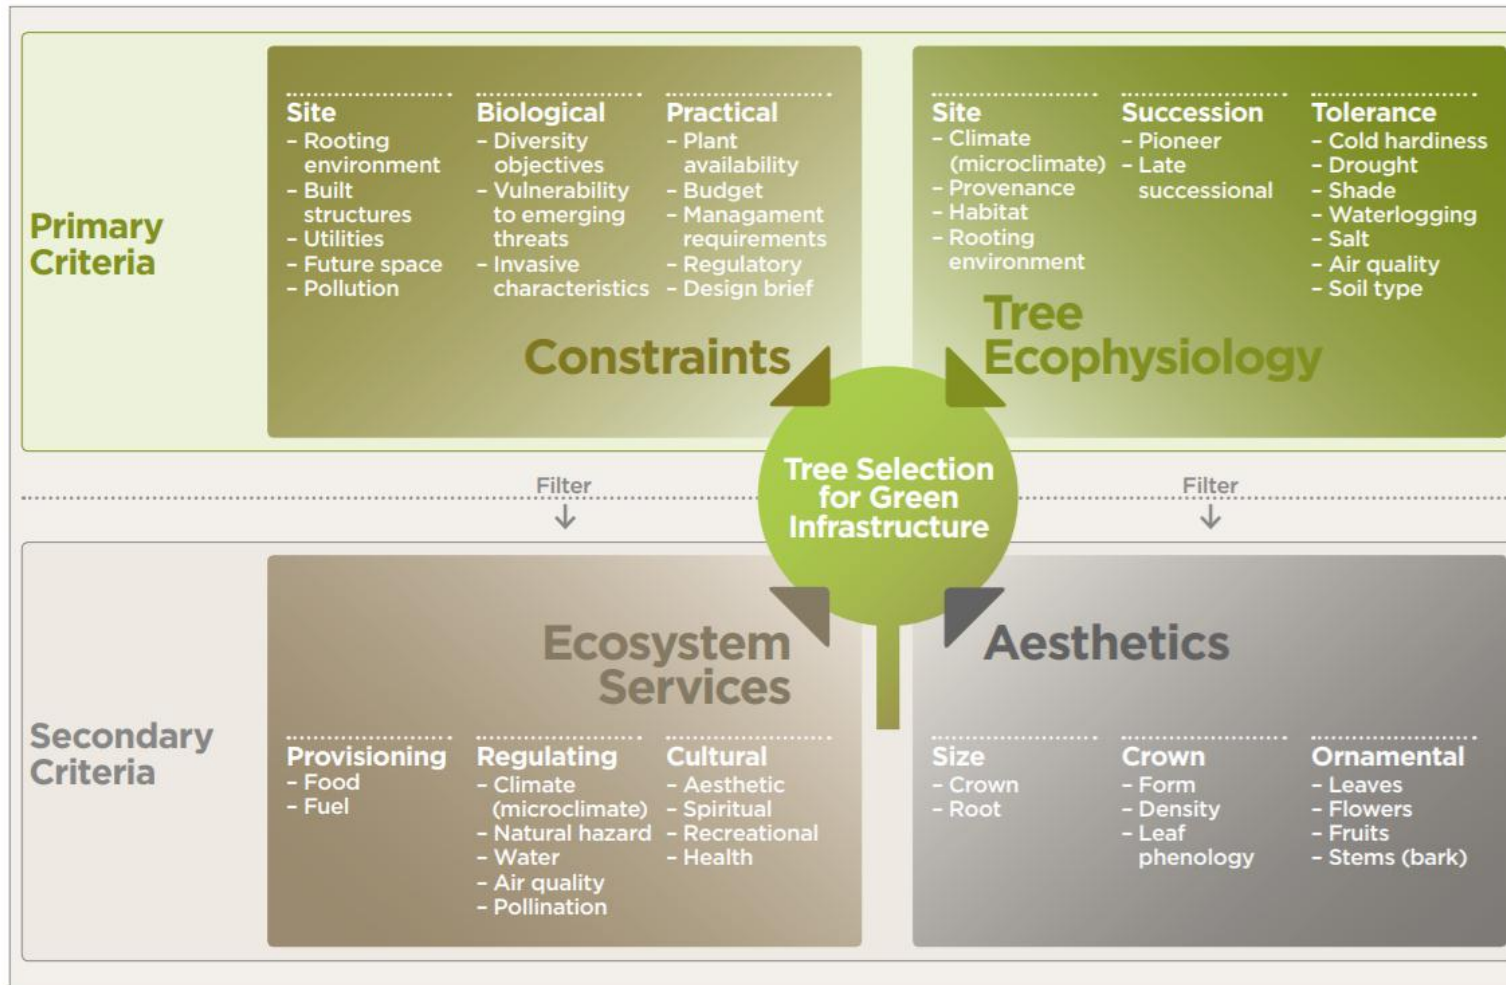 Primary
Criteria
Site
– Rooting
environment
– Built
structures
– Utilities
– Future space
– Pollution
Biological
– Diversity
objectives
– Vulnerability
to emerging
threats
– Invasive
characteristics
Practical
– Plant
availability
– Budget
– Managament
requirements
– Regulatory
– Design brief
Constraints
Site
– Climate
(microclimate)
– Provenance
– Habitat
– Rooting
environment
Succession
– Pioneer
– Late
successional
Tolerance
– Cold hardiness
– Drought
– Shade
– Waterlogging
– Salt
– Air quality
– Soil type
Tree
Ecophysiology
Tree Selection
for Green
Infrastructure
Filter
Filter
Secondary
Criteria
Ecosystem
Services
Provisioning
– Food
– Fuel
Regulating
– Climate
(microclimate)
– Natural hazard
– Water
– Air quality
– Pollination
Cultural
– Aesthetic
– Spiritual
– Recreational
– Health
Aesthetics
Size
– Crown
– Root
Crown
– Form
– Density
– Leaf
phenology
Ornamental
– Leaves
– Flowers
– Fruits
– Stems (bark)